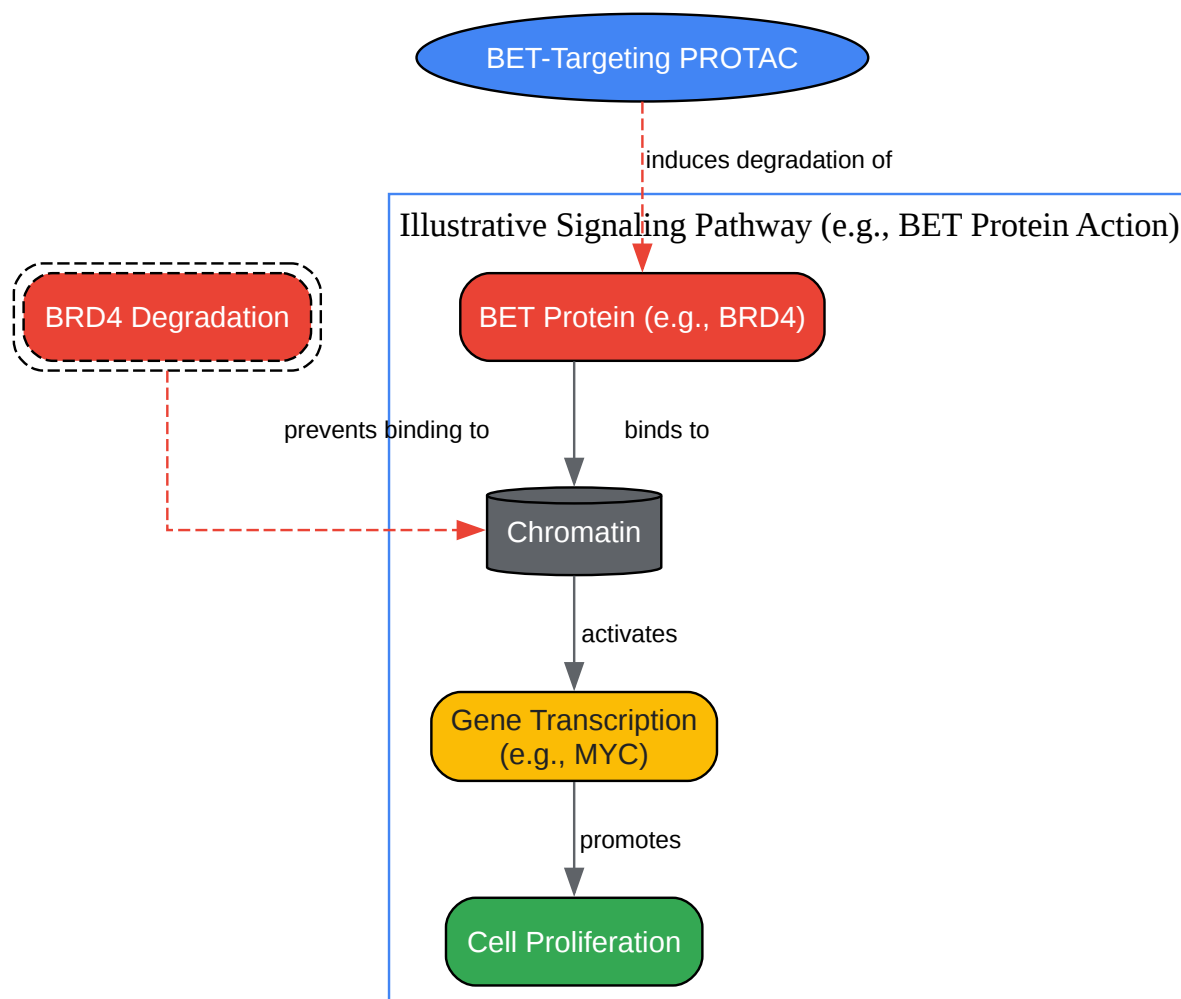 BET-Targeting PROTAC
induces degradation of
Illustrative Signaling Pathway (e.g., BET Protein Action)
BRD4 Degradation
BET Protein (e.g., BRD4)
prevents binding to
binds to
Chromatin
activates
Gene Transcription
(e.g., MYC)
promotes
Cell Proliferation